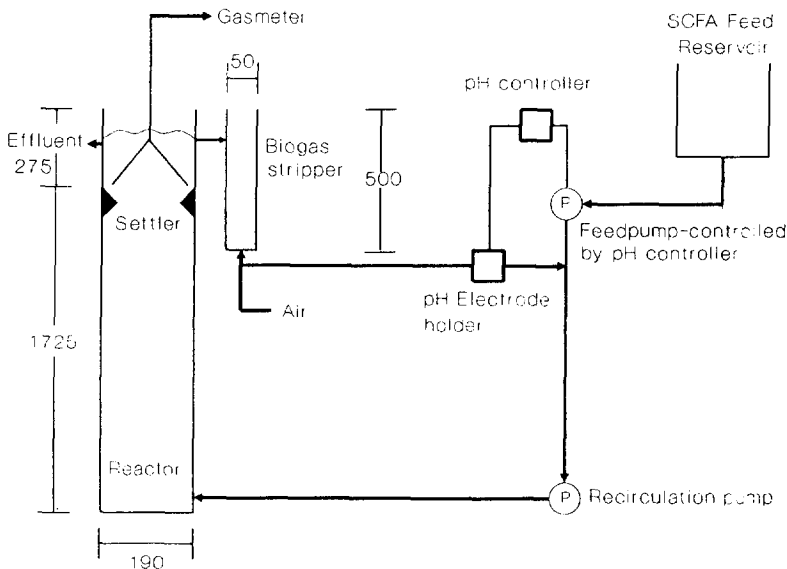 Gasmeter
SCFA Feed
Reservoir
50
pH controller
Effluent
275
Biogas
stripper
500
P
Settler
Feedpump-controlled
by pH controller
pH Electrode
holder
Air
1725
Reactor
P
Recirculation pump
190